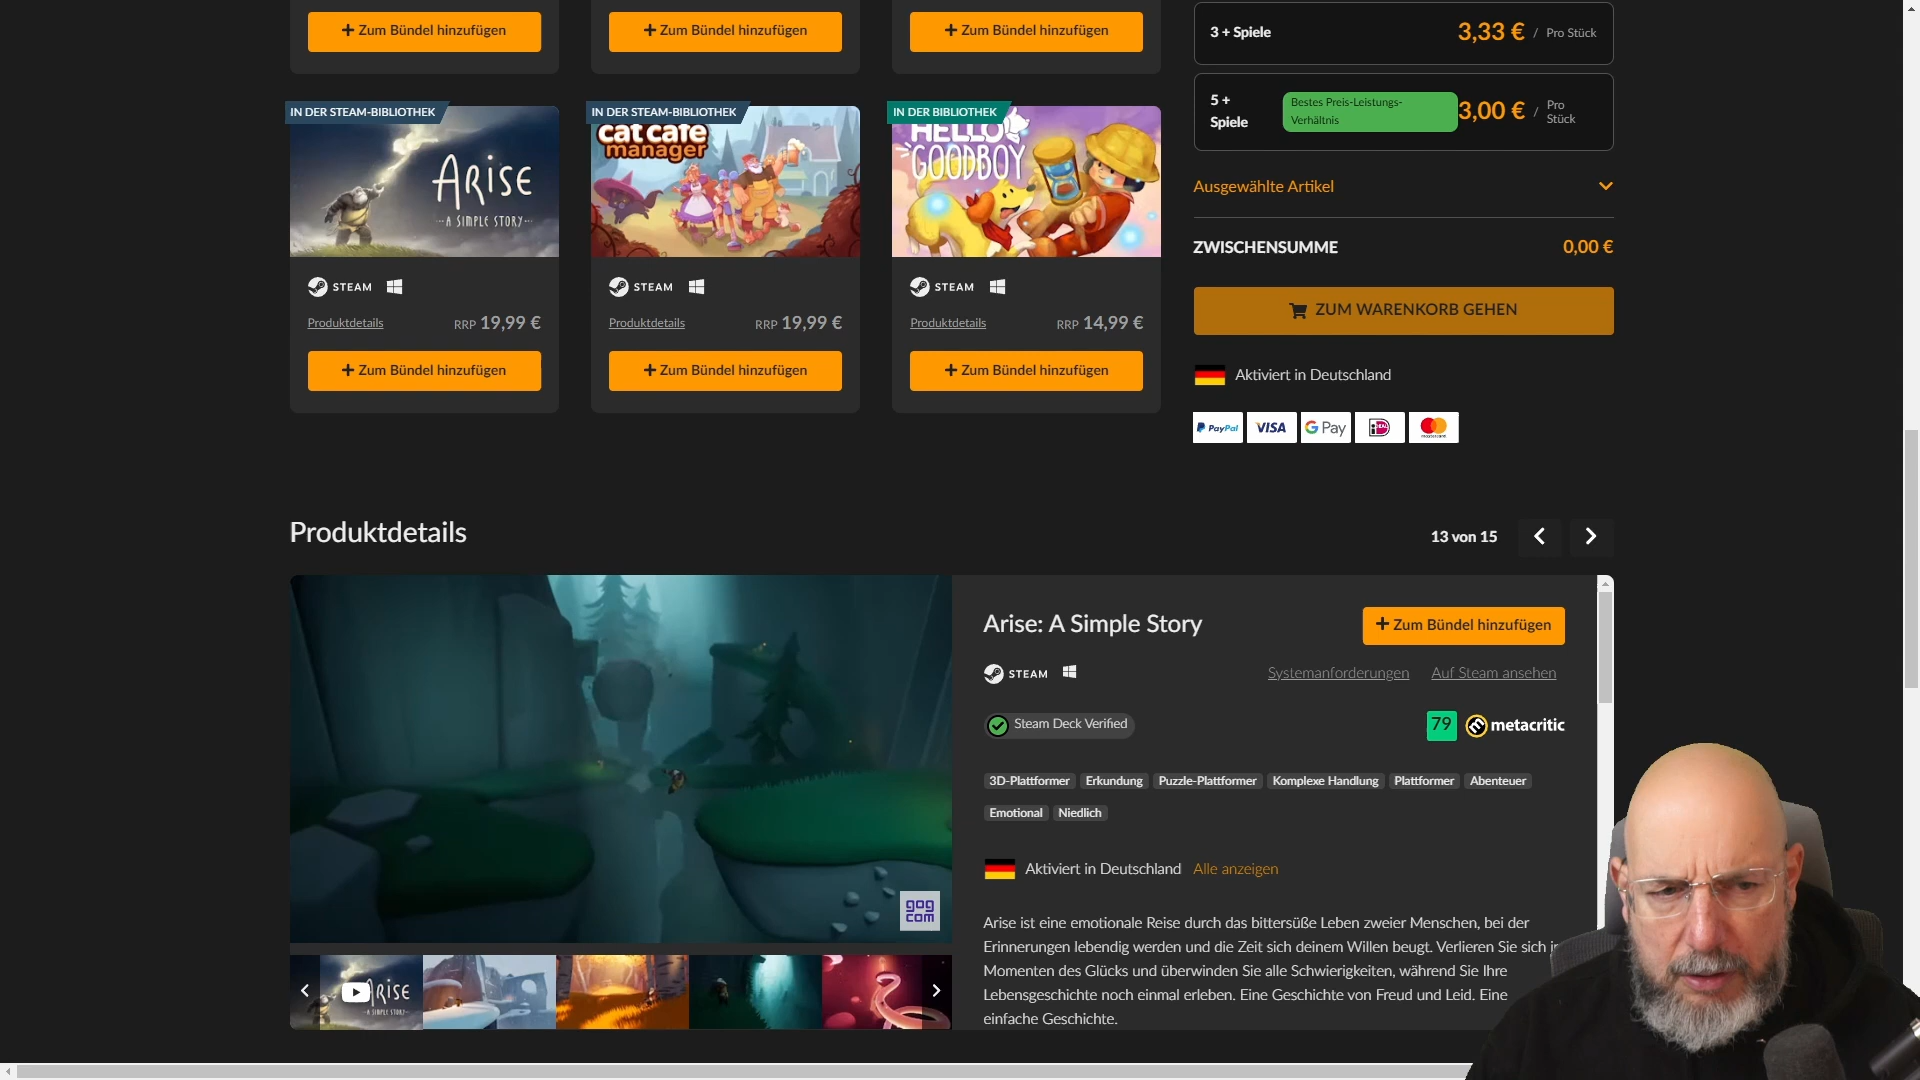 Zum Bündel hinzufügen
Zum Bündel hinzufügen
Zum Bündel hinzufügen
3 + Spiele
3,33 € / Pro Stück
5 + Spiele
Bestes Preis-Leistungs-
Verhältnis
3,00 € / Pro Stück
IN DER STEAM-BIBLIOTHEK
ARISE
A SIMPLE STORY
STEAM
Produktdetails
RRP 19,99 €
Zum Bündel hinzufügen
IN DER STEAM-BIBLIOTHEK
cat cafe
manager
STEAM
Produktdetails
RRP 19,99 €
Zum Bündel hinzufügen
IN DER BIBLIOTHEK
HELLO
GOODBOY
STEAM
Produktdetails
RRP 14,99 €
Zum Bündel hinzufügen
Ausgewählte Artikel
ZWISCHENSUMME 0,00 €
ZUM WARENKORB GEHEN
Aktiviert in Deutschland
PayPal VISA G Pay iDEAL mastercard
Produktdetails
13 von 15
gog
com
ARISE
A SIMPLE STORY
Arise: A Simple Story
Zum Bündel hinzufügen
STEAM
Systemanforderungen Auf Steam ansehen
Steam Deck Verified
79 metacritic
3D-Plattformer Erkundung Puzzle-Plattformer Komplexe Handlung Plattformer Abenteuer
Emotional Niedlich
Aktiviert in Deutschland Alle anzeigen
Arise ist eine emotionale Reise durch das bittersüße Leben zweier Menschen, bei der
Erinnerungen lebendig werden und die Zeit sich deinem Willen beugt. Verlieren Sie sich in
Momenten des Glücks und überwinden Sie alle Schwierigkeiten, während Sie Ihre
Lebensgeschichte noch einmal erleben. Eine Geschichte von Freud und Leid. Eine
einfache Geschichte.